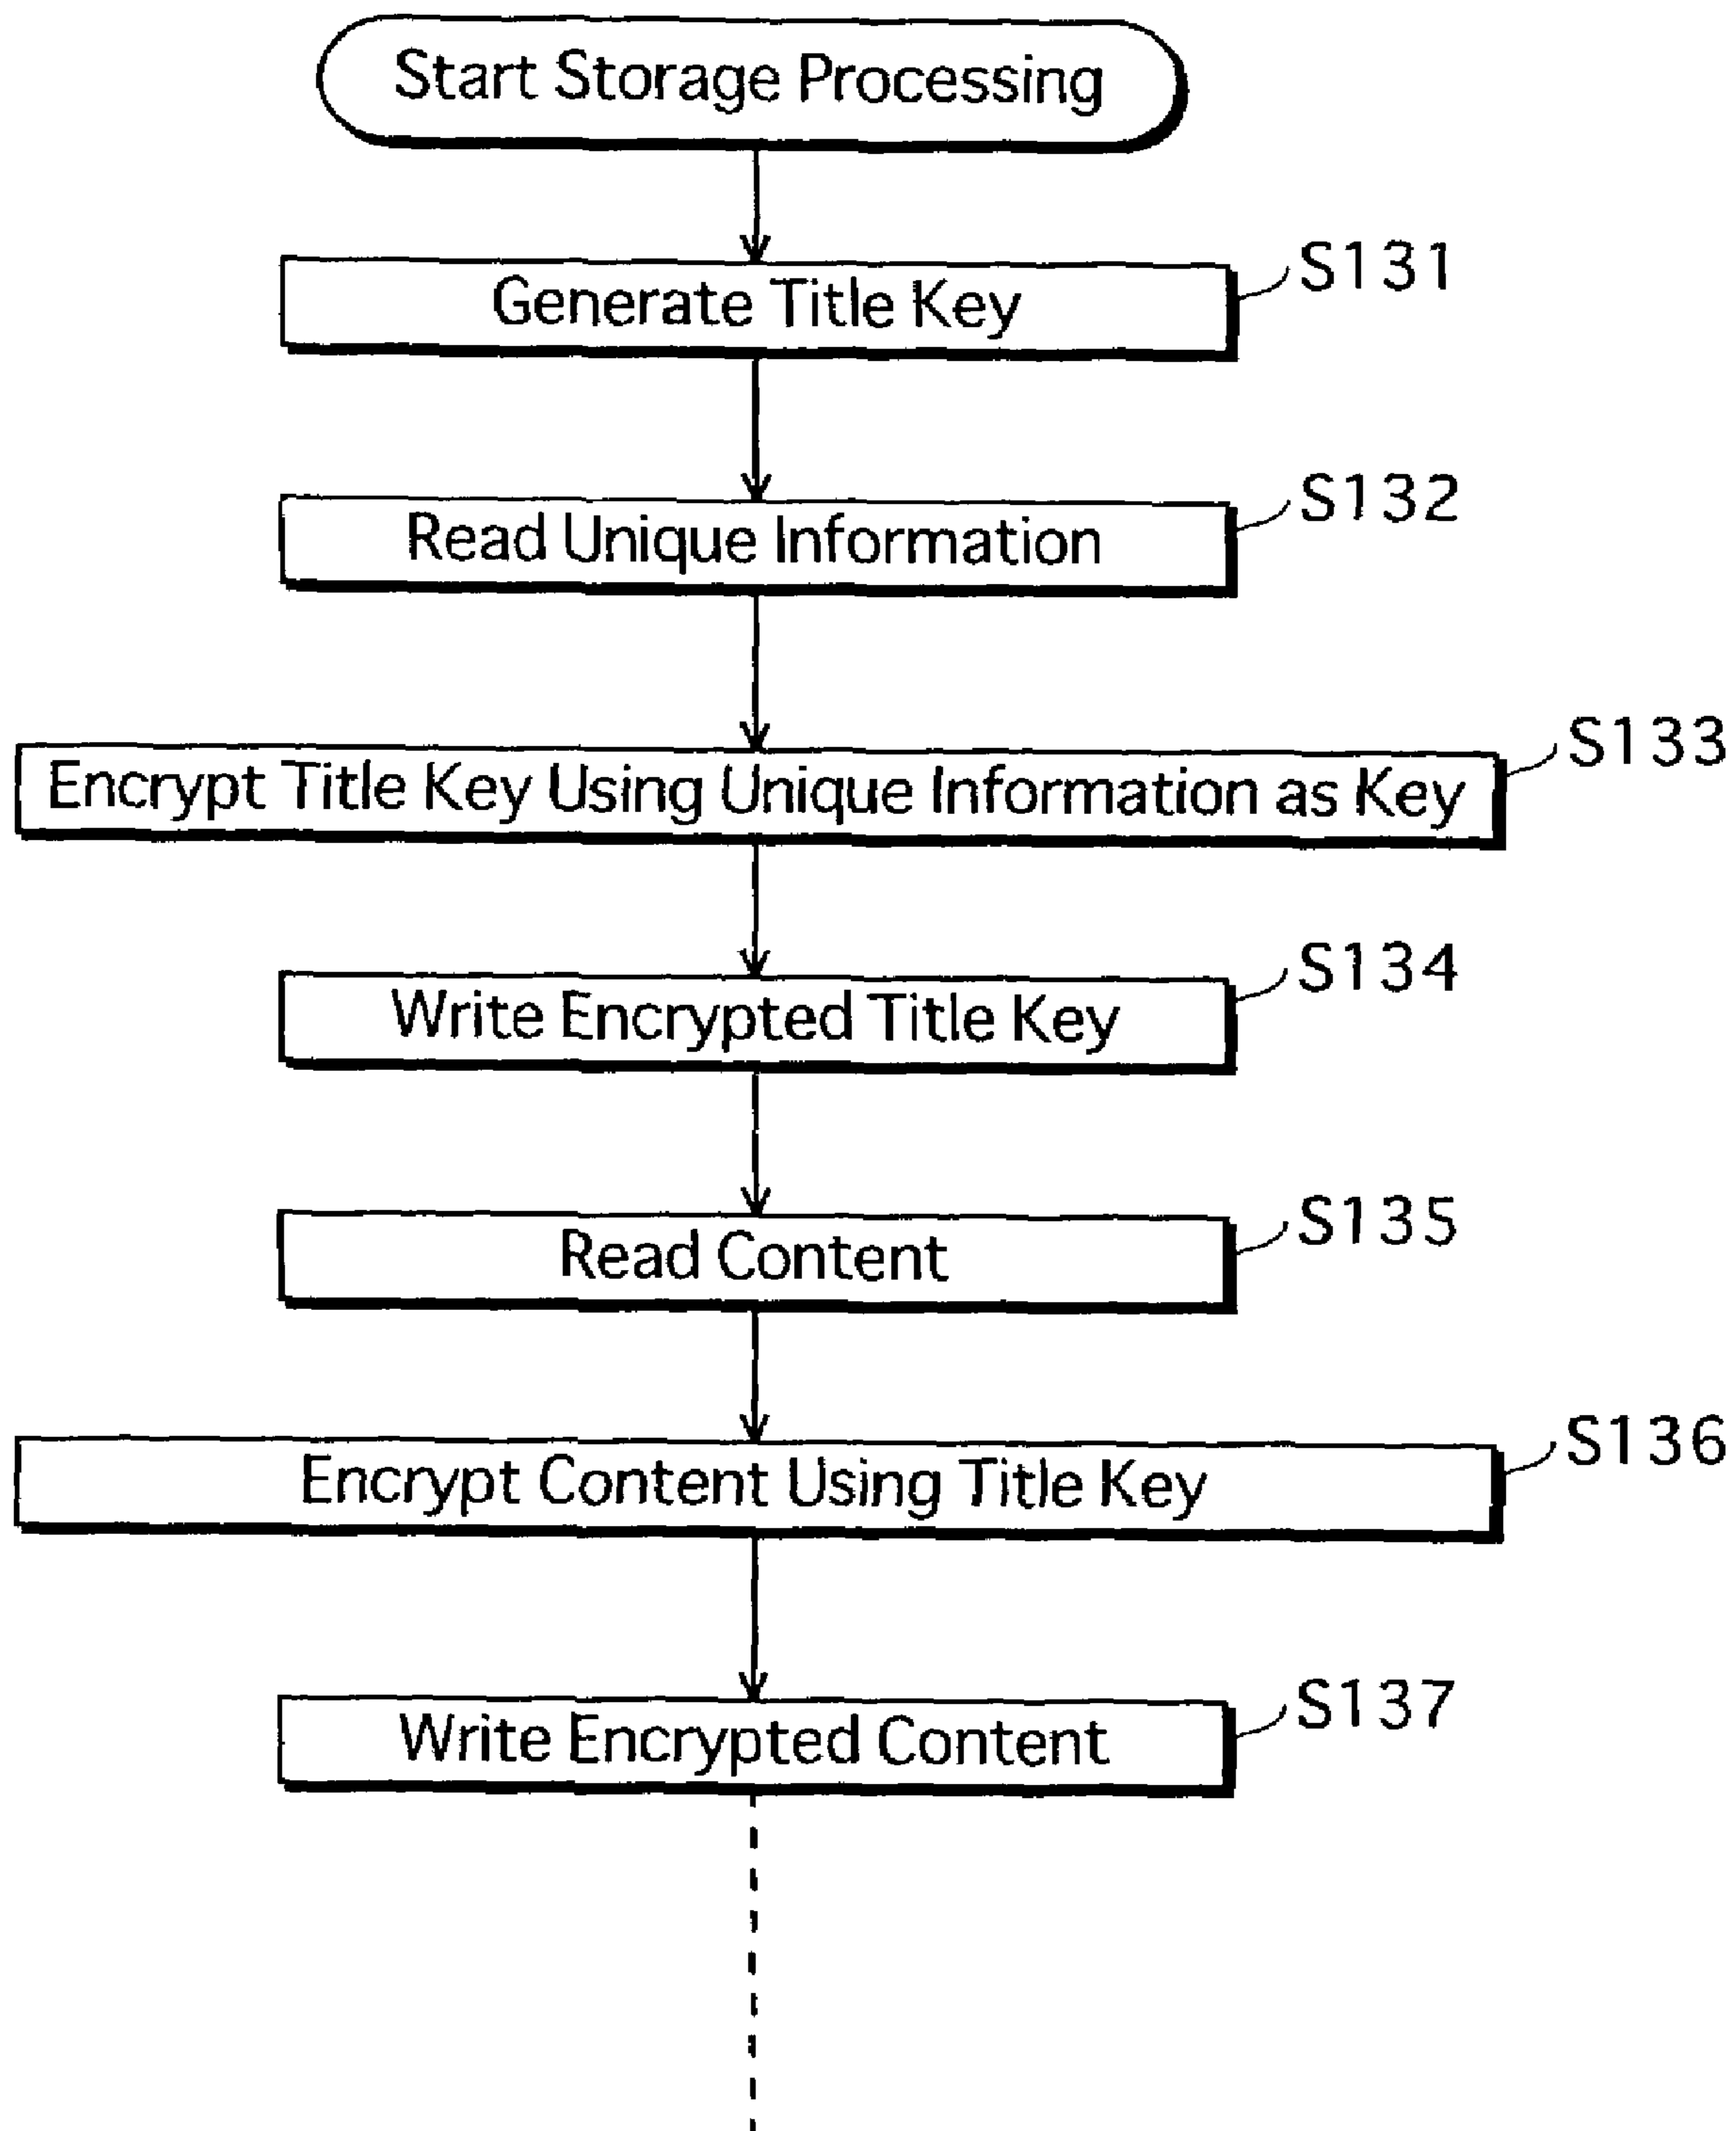 Start Storage Processing
S131
Generate Title Key
S132
Read Unique Information
S133
Encrypt Title Key Using Unique Information as Key
S134
Write Encrypted Title Key
S135
Read Content
S136
Encrypt Content Using Title Key
S137
Write Encrypted Content